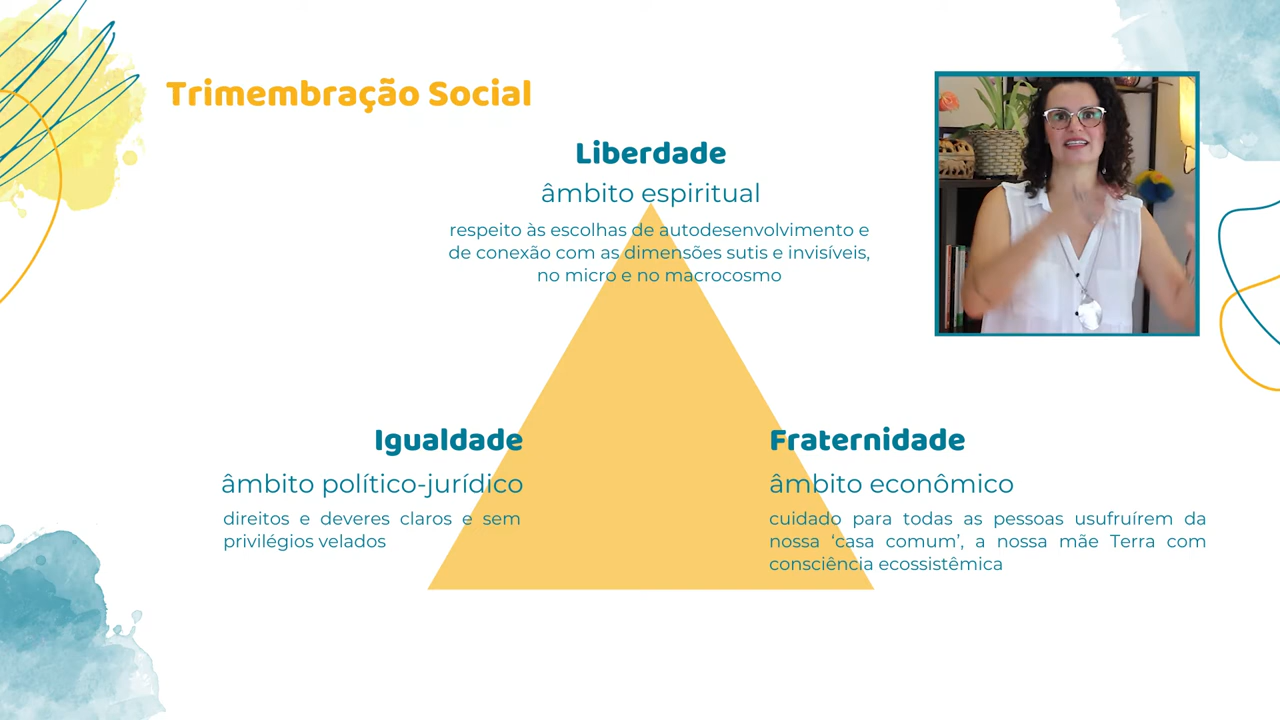 Trimembração Social
Liberdade
âmbito espiritual
respeito às escolhas de autodesenvolvimento e
de conexão com as dimensões sutis e invisíveis,
no micro e no macrocosmo
Igualdade
âmbito político-jurídico
direitos e deveres claros e sem
privilégios velados
Fraternidade
âmbito econômico
cuidado para todas as pessoas usufruírem da
nossa ‘casa comum’, a nossa mãe Terra com
consciência ecossistêmica